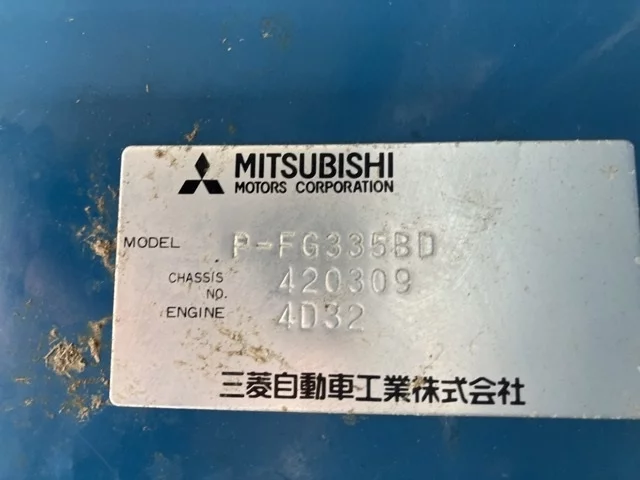 MITSUBISHI
MOTORS CORPORATION
MODEL P-FG335BD
CHASSIS NO. 420309
ENGINE 4D32
三菱自動車工業株式会社